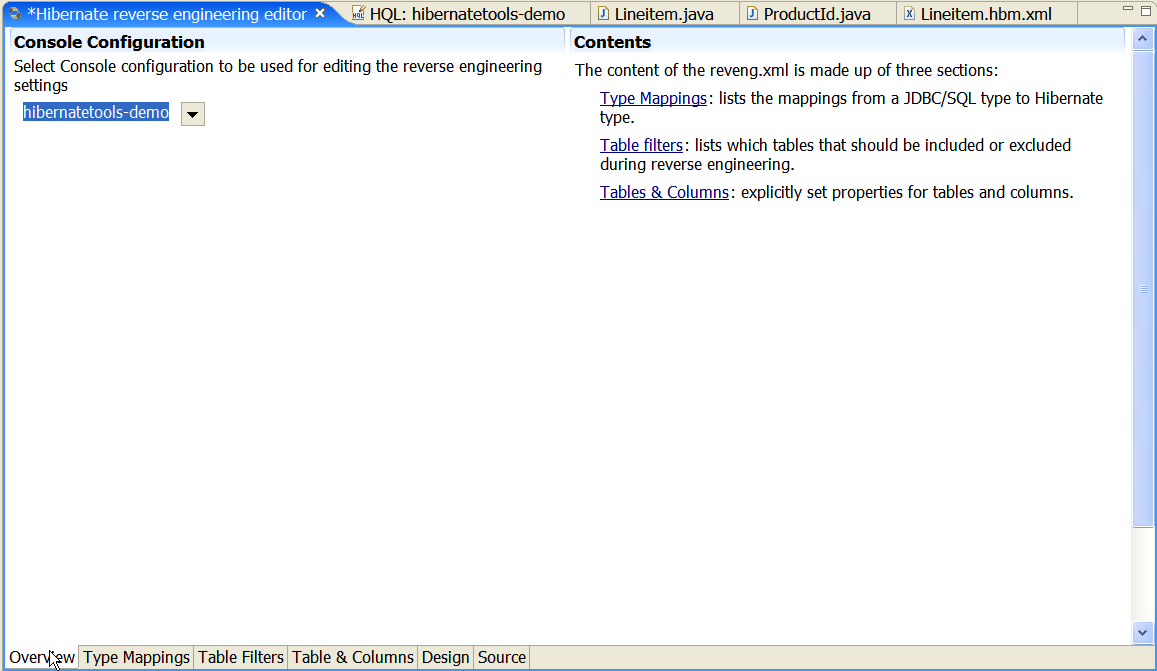 *Hibernate reverse engineering editor HQL: hibernatetools-demo Lineitem.java ProductId.java Lineitem.hbm.xml
Console Configuration
Select Console configuration to be used for editing the reverse engineering
settings
hibernatetools-demo
Contents
The content of the reveng.xml is made up of three sections:
Type Mappings: lists the mappings from a JDBC/SQL type to Hibernate
type.
Table filters: lists which tables that should be included or excluded
during reverse engineering.
Tables & Columns: explicitly set properties for tables and columns.
Overview Type Mappings Table Filters Table & Columns Design Source